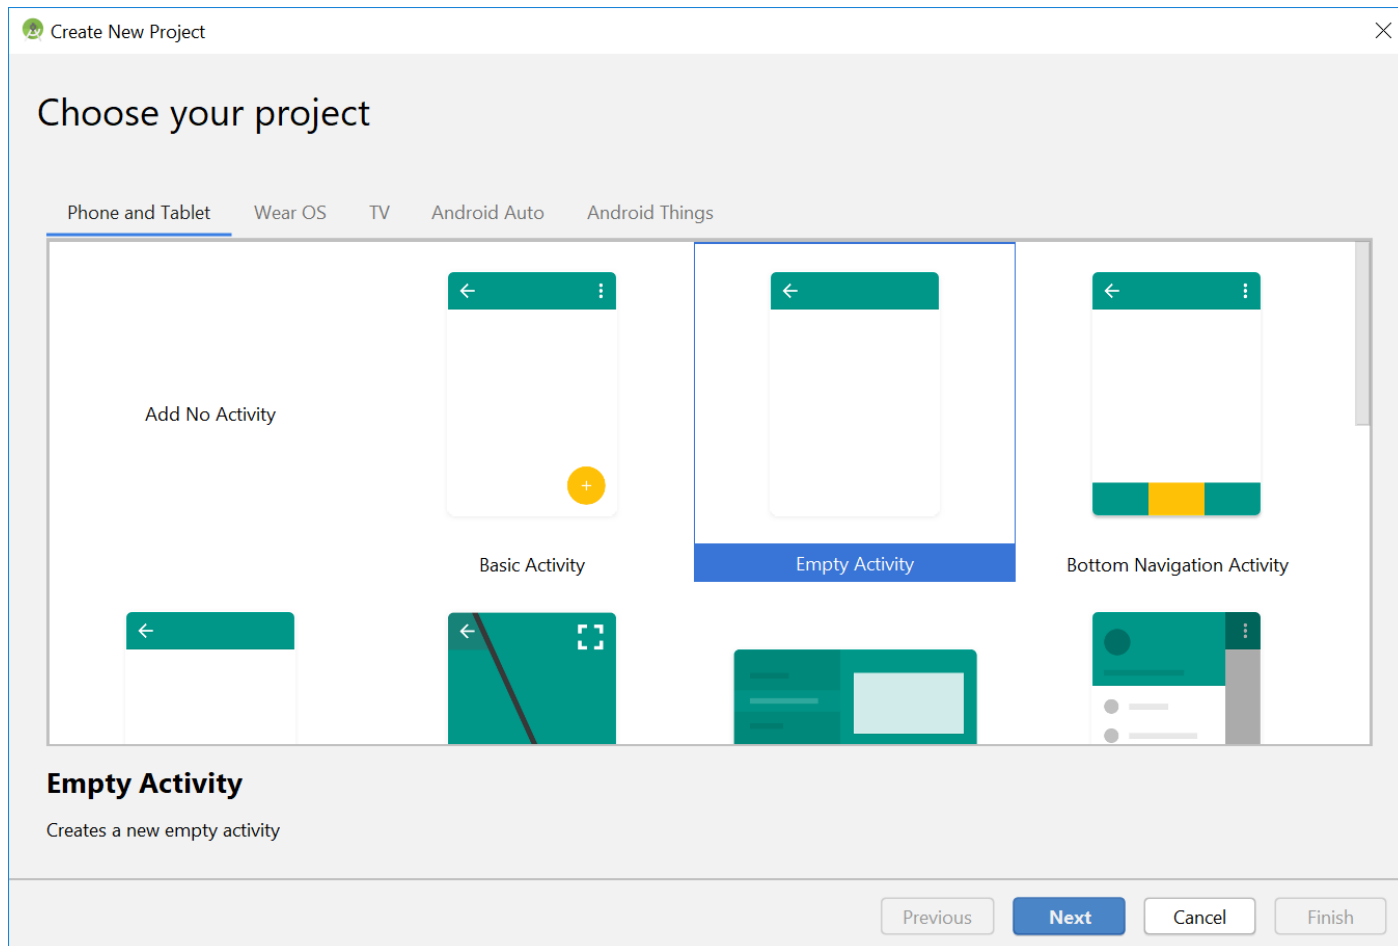 Create New Project
Choose your project
Phone and Tablet Wear OS TV Android Auto Android Things
Add No Activity
Basic Activity
Empty Activity
Bottom Navigation Activity
Empty Activity
Creates a new empty activity
Previous Next Cancel Finish